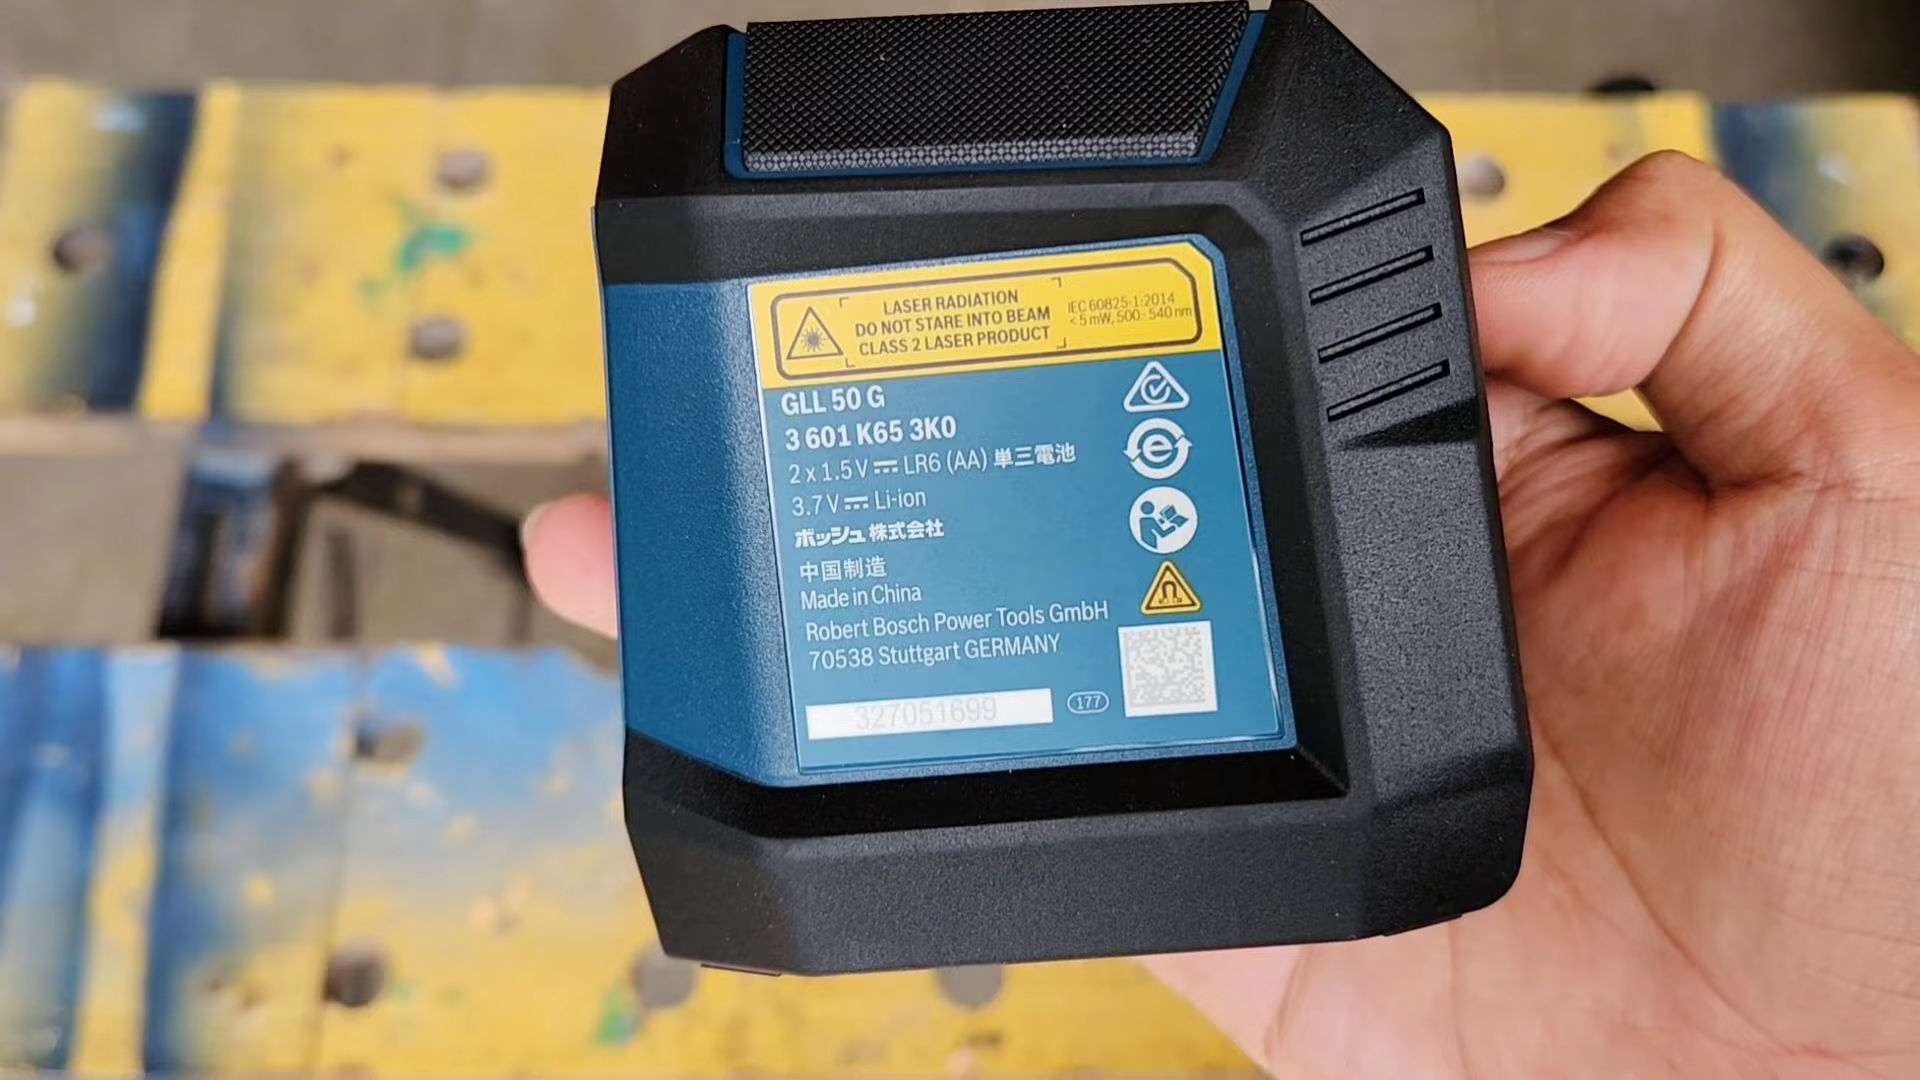 LASER RADIATION
DO NOT STARE INTO BEAM
CLASS 2 LASER PRODUCT
IEC 60825-1:2014
< 5 mW, 500 - 540 nm
GLL 50 G
3 601 K65 3K0
2 x 1.5 V ⎓ LR6 (AA) 単三電池
3.7 V ⎓ Li-ion
ボッシュ株式会社
中国制造
Made in China
Robert Bosch Power Tools GmbH
70538 Stuttgart GERMANY
327051699
177